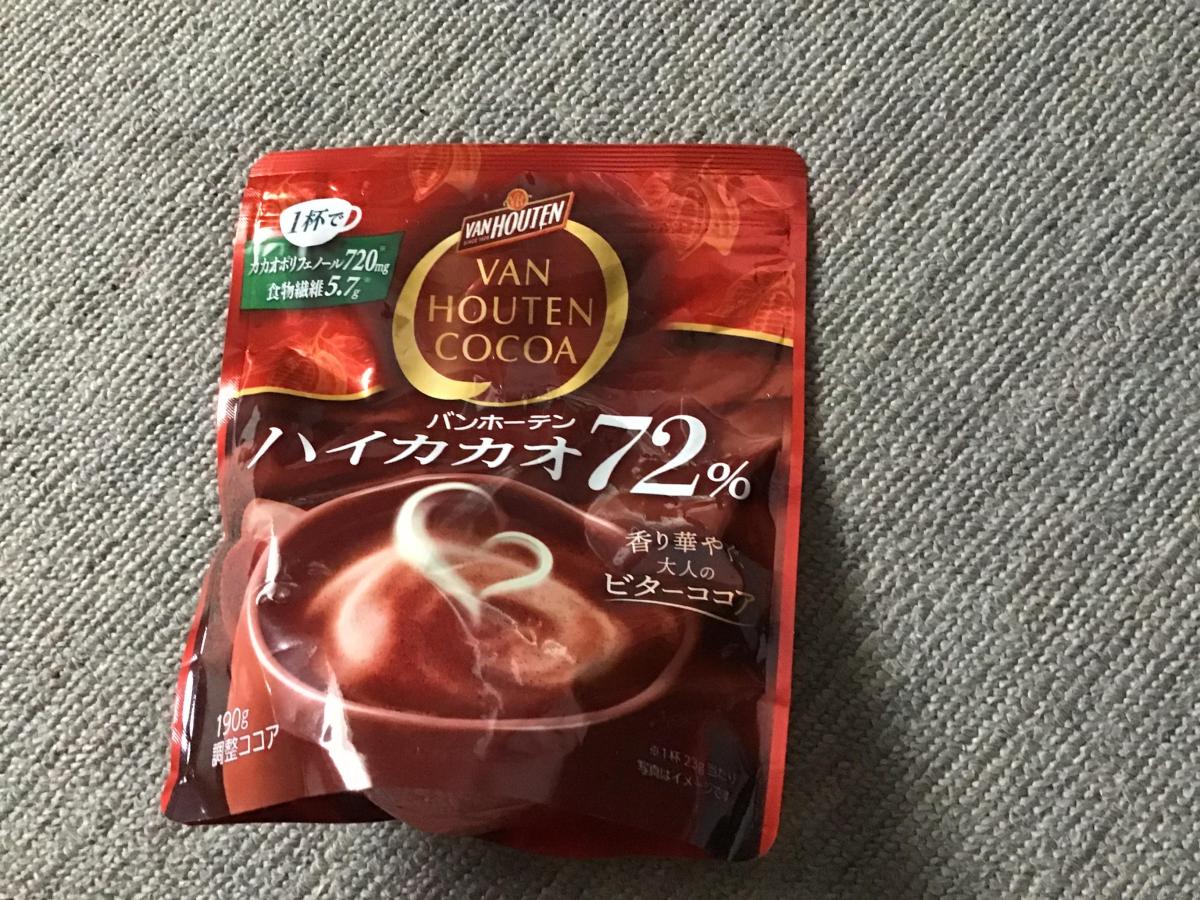 1杯で
カカオポリフェノール720mg※
食物繊維5.7g※
VAN HOUTEN
VAN
HOUTEN
COCOA
バンホーテン
ハイカカオ72%
香り華やぐ、
大人の
ビターココア
190g
調整ココア
※1杯23g当たり
写真はイメージです